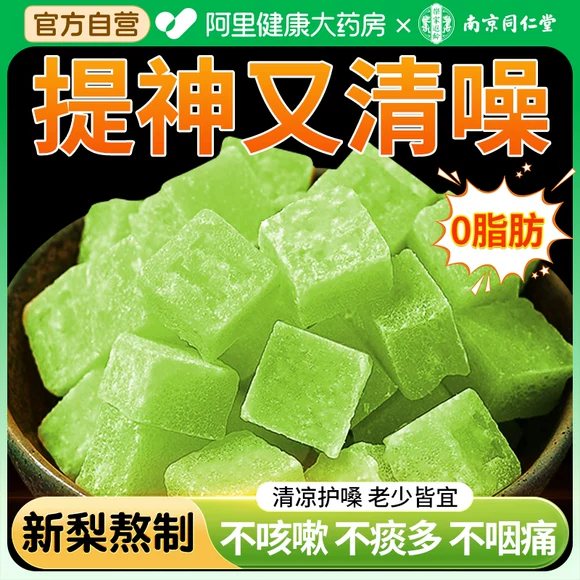 官方自营 阿里健康大药房 × 南京同仁堂
提神又清噪
0脂肪
清凉护嗓 老少皆宜
新梨熬制 不咳嗽 不痰多 不咽痛